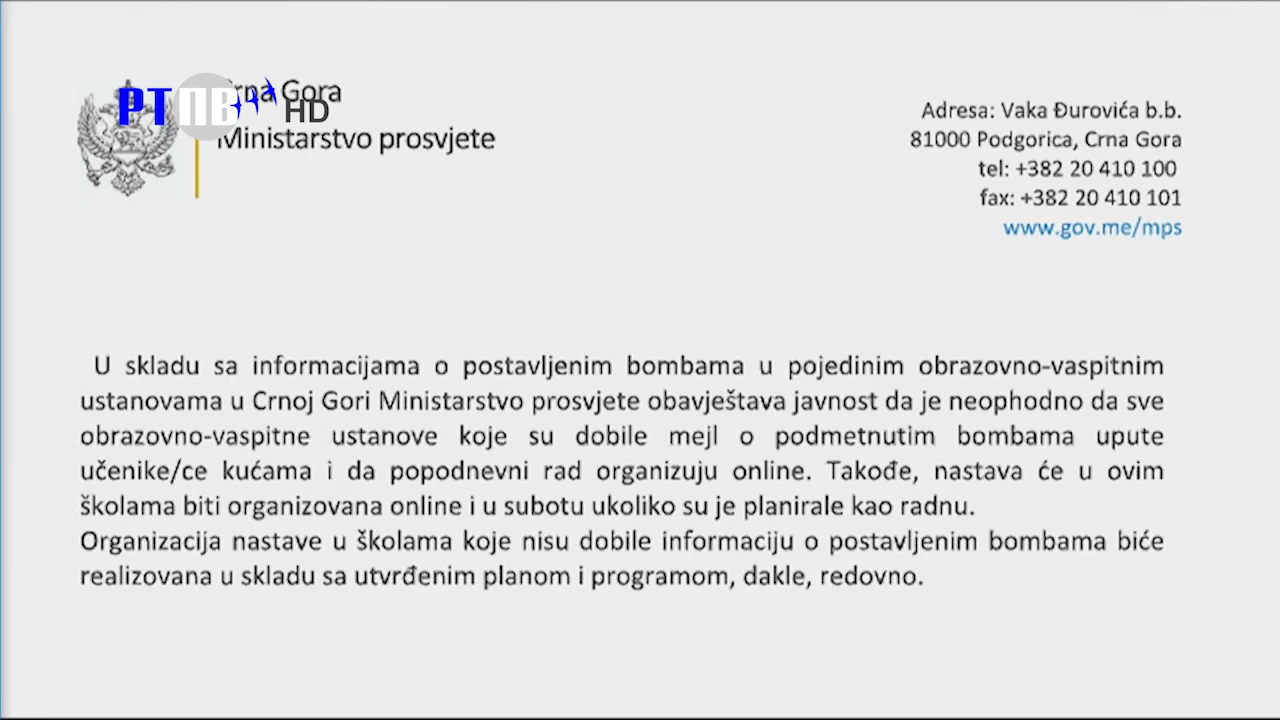 РТ ПВ HD
Crna Gora
Ministarstvo prosvjete
Adresa: Vaka Đurovića b.b.
81000 Podgorica, Crna Gora
tel: +382 20 410 100
fax: +382 20 410 101
www.gov.me/mps
U skladu sa informacijama o postavljenim bombama u pojedinim obrazovno-vaspitnim
ustanovama u Crnoj Gori Ministarstvo prosvjete obavještava javnost da je neophodno da sve
obrazovno-vaspitne ustanove koje su dobile mejl o podmetnutim bombama upute
učenike/ce kućama i da popodnevni rad organizuju online. Takođe, nastava će u ovim
školama biti organizovana online i u subotu ukoliko su je planirale kao radnu.
Organizacija nastave u školama koje nisu dobile informaciju o postavljenim bombama biće
realizovana u skladu sa utvrđenim planom i programom, dakle, redovno.